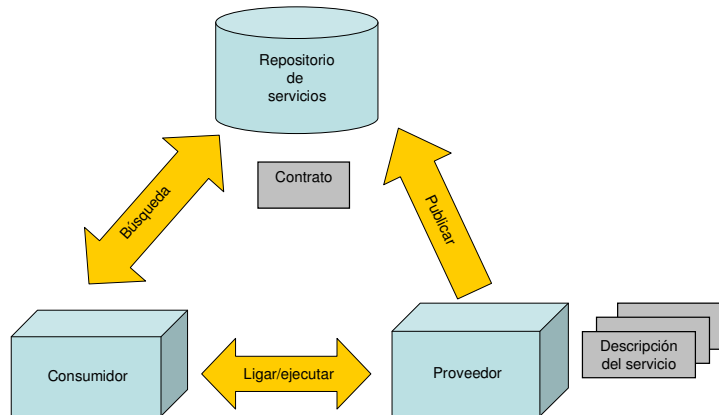 Repositorio
de
servicios
Contrato
Búsqueda
Publicar
Consumidor
Ligar/ejecutar
Proveedor
Descripción
del servicio